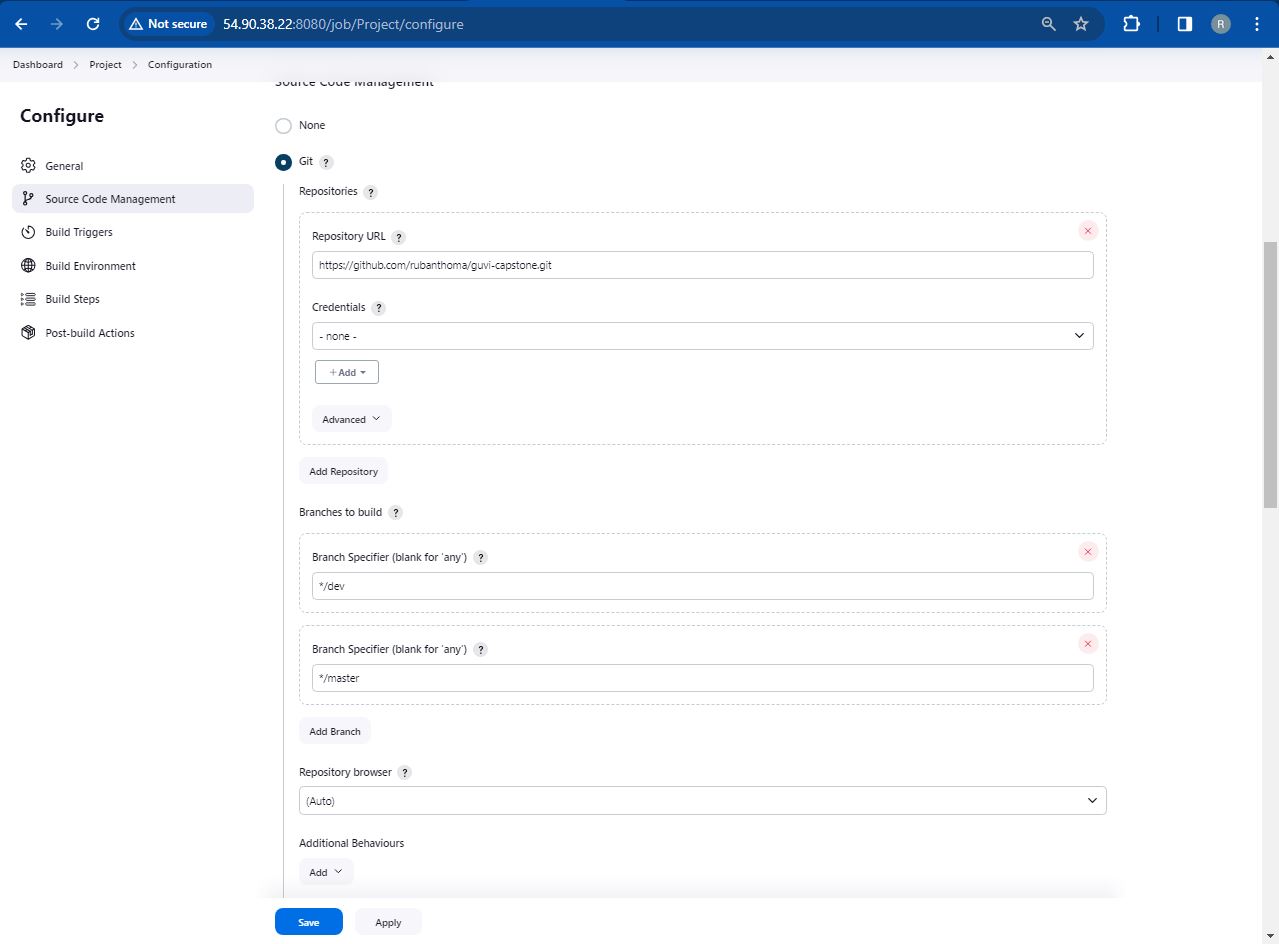 Not secure 54.90.38.22:8080/job/Project/configure R
Dashboard > Project > Configuration
Source Code Management
Configure
None
Git ?
General
Source Code Management
Build Triggers
Build Environment
Build Steps
Post-build Actions
Repositories ?
Repository URL ?
https://github.com/rubanthoma/guvi-capstone.git
Credentials ?
- none -
+ Add
Advanced
Add Repository
Branches to build ?
Branch Specifier (blank for 'any') ?
*/dev
Branch Specifier (blank for 'any') ?
*/master
Add Branch
Repository browser ?
(Auto)
Additional Behaviours
Add
Save Apply